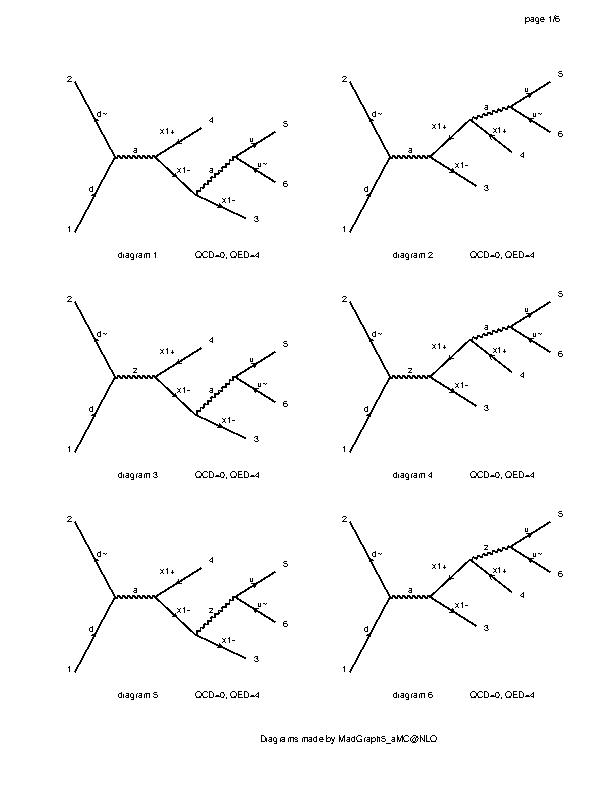 page 1/6
2
d~
d
1
a
x1+
4
x1-
a
u
5
u~
6
x1-
3
diagram 1 QCD=0, QED=4
2
d~
d
1
a
x1+
a
u
5
u~
6
x1+
4
x1-
3
diagram 2 QCD=0, QED=4
2
d~
d
1
z
x1+
4
x1-
a
u
5
u~
6
x1-
3
diagram 3 QCD=0, QED=4
2
d~
d
1
z
x1+
a
u
5
u~
6
x1+
4
x1-
3
diagram 4 QCD=0, QED=4
2
d~
d
1
a
x1+
4
x1-
z
u
5
u~
6
x1-
3
diagram 5 QCD=0, QED=4
2
d~
d
1
a
x1+
z
u
5
u~
6
x1+
4
x1-
3
diagram 6 QCD=0, QED=4
Diagrams made by MadGraph5_aMC@NLO